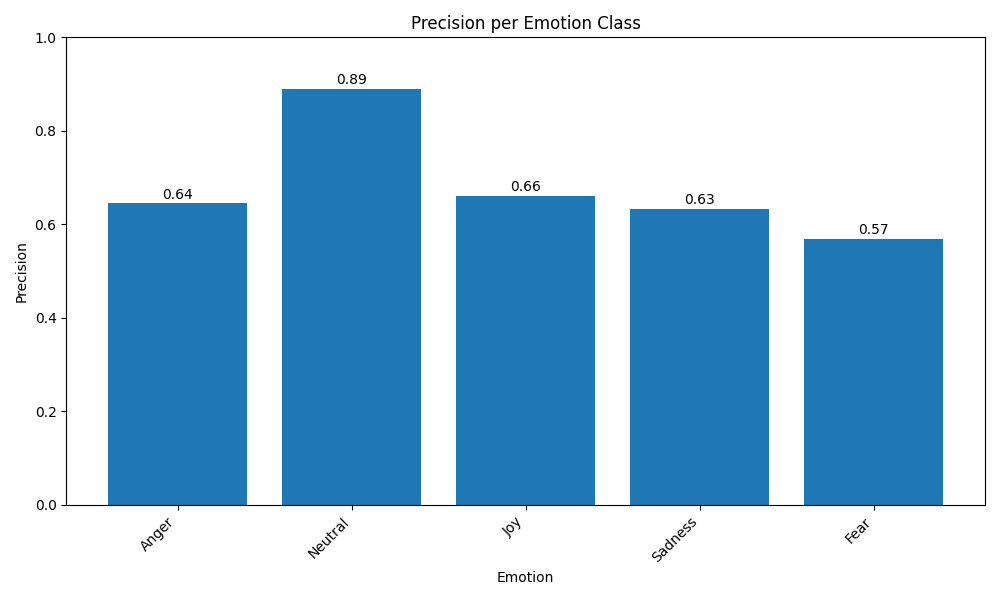 Precision per Emotion Class
1.0
0.8
0.6
0.4
0.2
0.0
Precision
0.64
0.89
0.66
0.63
0.57
Anger
Neutral
Joy
Sadness
Fear
Emotion